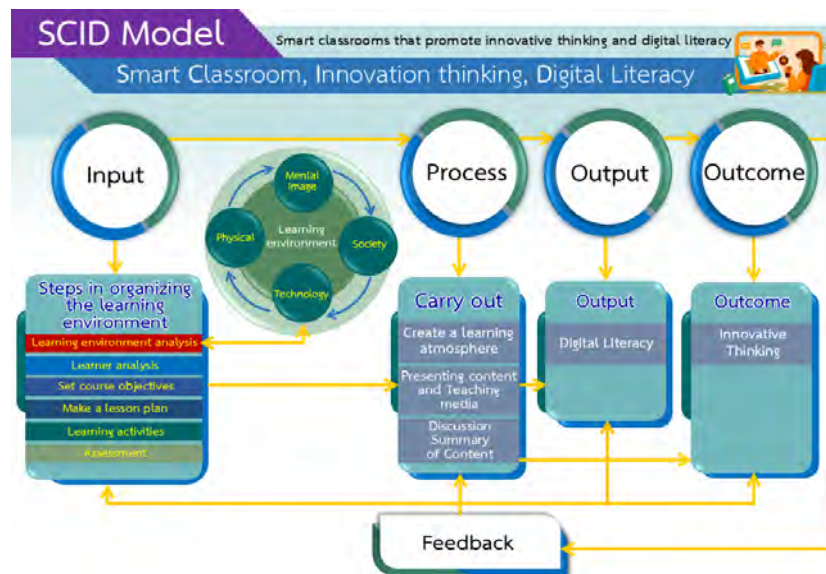 SCID Model
Smart classrooms that promote innovative thinking and digital literacy
Smart Classroom, Innovation thinking, Digital Literacy
Input
Process
Output
Outcome
Mental
Image
Physical
Learning
environment
Society
Technology
Steps in organizing
the learning
environment
Learning environment analysis
Learner analysis
Set course objectives
Make a lesson plan
Learning activities
Assessment
Carry out
Create a learning
atmosphere
Presenting content
and Teaching
media
Discussion
Summary
of Content
Output
Digital Literacy
Outcome
Innovative
Thinking
Feedback